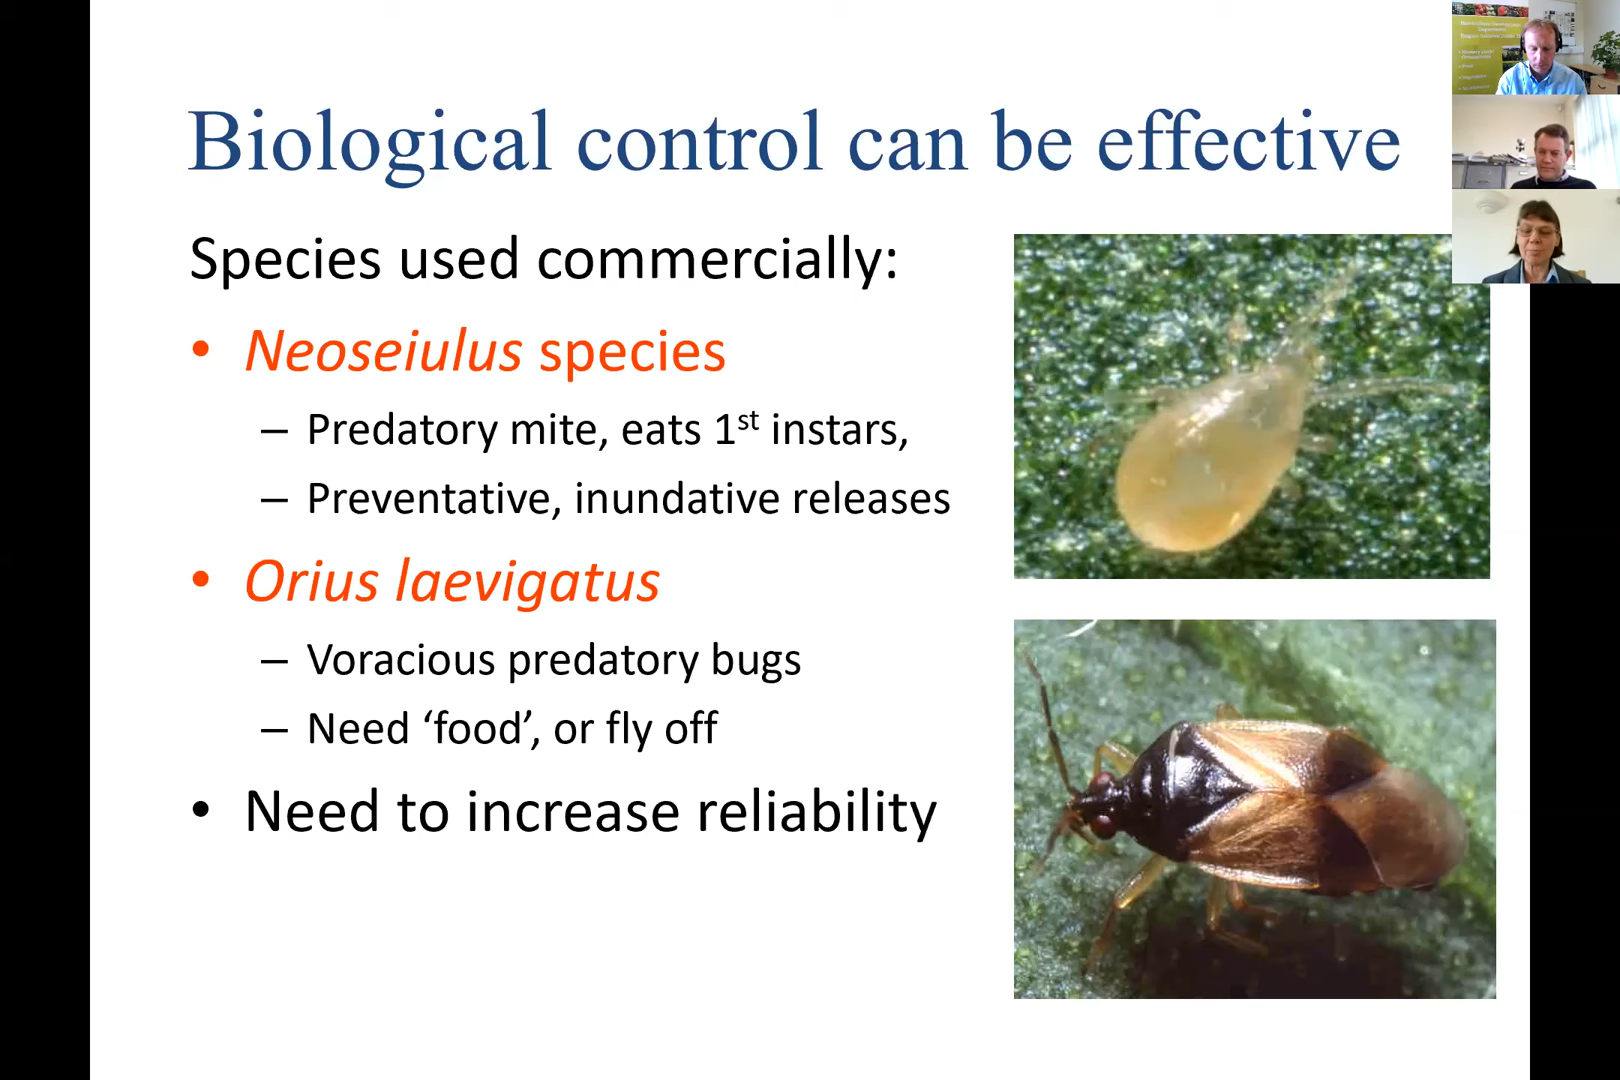 Biological control can be effective
Species used commercially:
• Neoseiulus species
– Predatory mite, eats 1st instars,
– Preventative, inundative releases
• Orius laevigatus
– Voracious predatory bugs
– Need ‘food’, or fly off
• Need to increase reliability